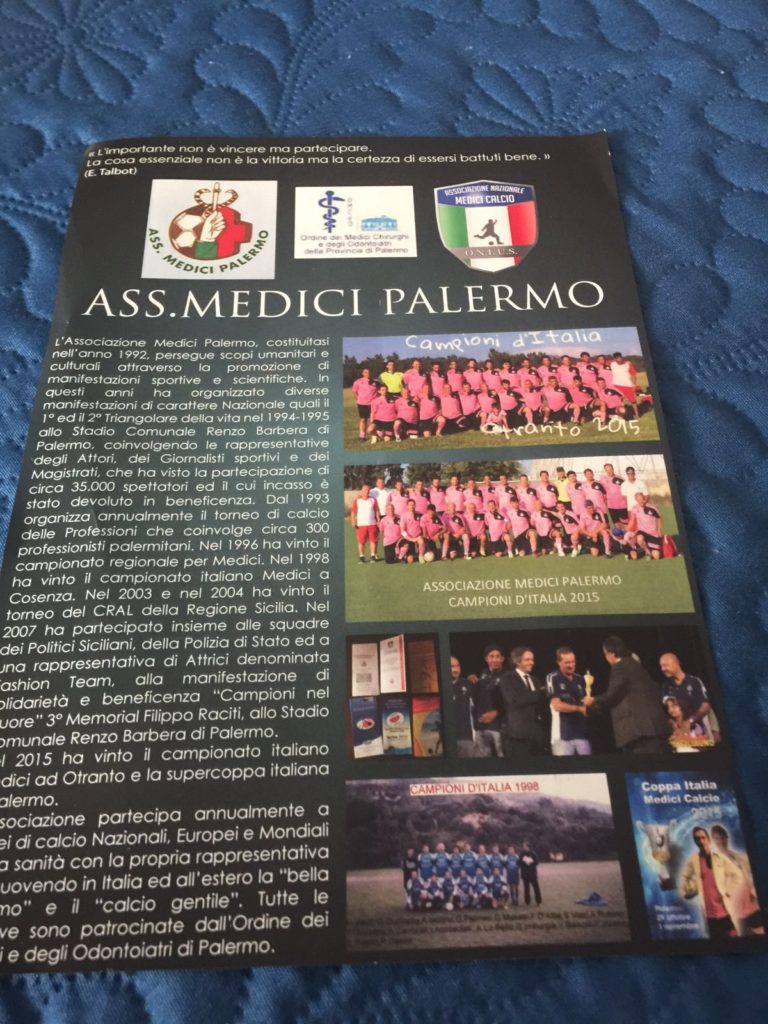 « L'importante non è vincere ma partecipare.
La cosa essenziale non è la vittoria ma la certezza di essersi battuti bene. »
(E. Talbot)
ASS. MEDICI PALERMO
Ordine dei Medici Chirurghi
e degli Odontoiatri
della Provincia di Palermo
ASSOCIAZIONE NAZIONALE
MEDICI CALCIO
O.N.L.U.S.
ASS.MEDICI PALERMO
L'Associazione Medici Palermo, costituitasi
nell'anno 1992, persegue scopi umanitari e
culturali attraverso la promozione di
manifestazioni sportive e scientifiche. In
questi anni ha organizzato diverse
manifestazioni di carattere Nazionale quali il
1° ed il 2° Triangolare della vita nel 1994-1995
allo Stadio Comunale Renzo Barbera di
Palermo, coinvolgendo le rappresentative
degli Attori, dei Giornalisti sportivi e dei
Magistrati, che ha visto la partecipazione di
circa 35.000 spettatori ed il cui incasso è
stato devoluto in beneficenza. Dal 1993
organizza annualmente il torneo di calcio
delle Professioni che coinvolge circa 300
professionisti palermitani. Nel 1996 ha vinto il
campionato regionale per Medici. Nel 1998
ha vinto il campionato italiano Medici a
Cosenza. Nel 2003 e nel 2004 ha vinto il
torneo del CRAL della Regione Sicilia. Nel
2007 ha partecipato insieme alle squadre
dei Politici Siciliani, della Polizia di Stato ed a
una rappresentativa di Attrici denominata
Fashion Team, alla manifestazione di
olidarietà e beneficenza “Campioni nel
uore” 3° Memorial Filippo Raciti, allo Stadio
omunale Renzo Barbera di Palermo.
el 2015 ha vinto il campionato italiano
edici ad Otranto e la supercoppa italiana
alermo.
ssociazione partecipa annualmente a
ei di calcio Nazionali, Europei e Mondiali
a sanità con la propria rappresentativa
uovendo in Italia ed all'estero la “bella
mo” e il “calcio gentile”. Tutte le
ve sono patrocinate dall'Ordine dei
i e degli Odontoiatri di Palermo.
Campioni d'Italia
Otranto 2015
ASSOCIAZIONE MEDICI PALERMO
CAMPIONI D'ITALIA 2015
CAMPIONI D'ITALIA 1998
Coppa Italia
Medici Calcio
2015
29 ottobre
novembre